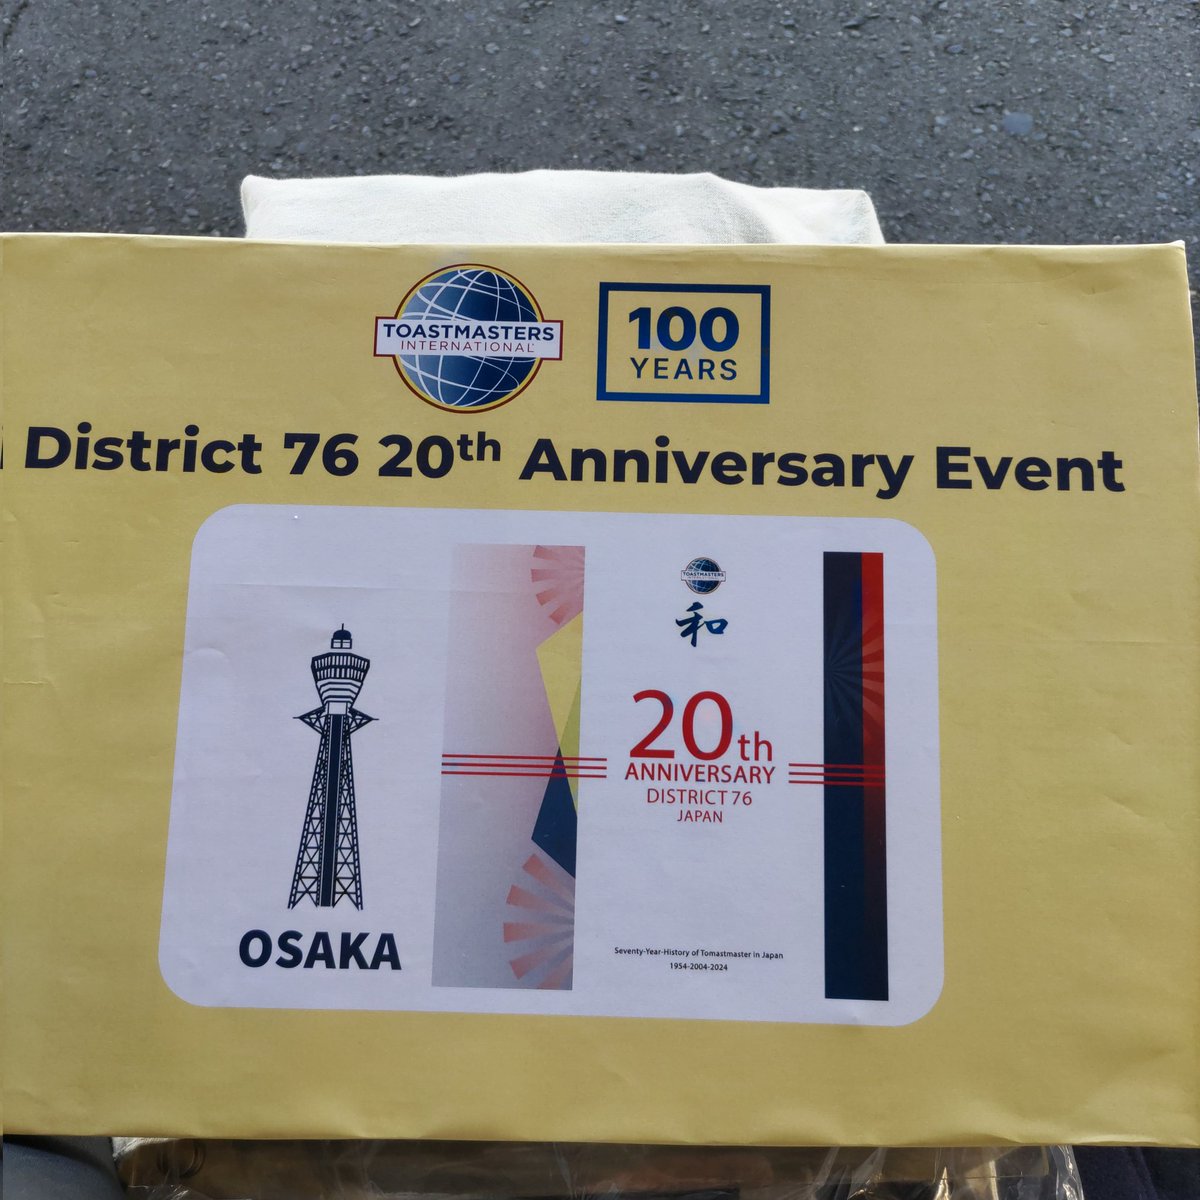 TOASTMASTERS
INTERNATIONAL
100
YEARS
District 76 20th Anniversary Event
OSAKA
TOASTMASTERS
和
20th
ANNIVERSARY
DISTRICT 76
JAPAN
Seventy-Year-History of Tomastmaster in Japan
1954-2004-2024